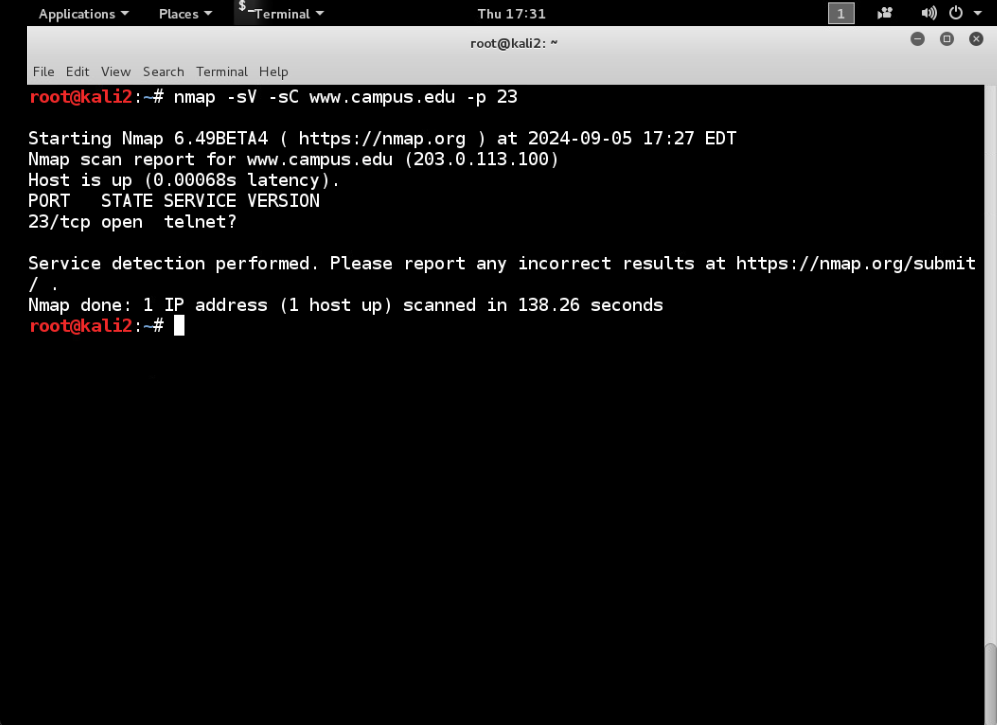 Applications Places $_Terminal Thu 17:31 1
root@kali2: ~
File Edit View Search Terminal Help
root@kali2:~# nmap -sV -sC www.campus.edu -p 23
Starting Nmap 6.49BETA4 ( https://nmap.org ) at 2024-09-05 17:27 EDT
Nmap scan report for www.campus.edu (203.0.113.100)
Host is up (0.00068s latency).
PORT   STATE SERVICE VERSION
23/tcp open  telnet?
Service detection performed. Please report any incorrect results at https://nmap.org/submit
/ .
Nmap done: 1 IP address (1 host up) scanned in 138.26 seconds
root@kali2:~#